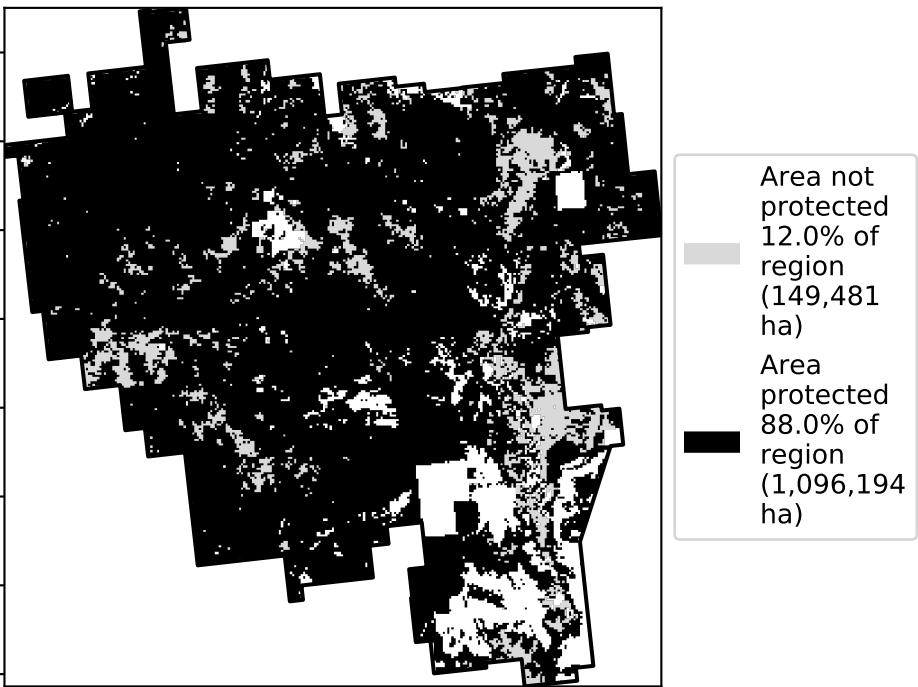 Area not
protected
12.0% of
region
(149,481
ha)
Area
protected
88.0% of
region
(1,096,194
ha)